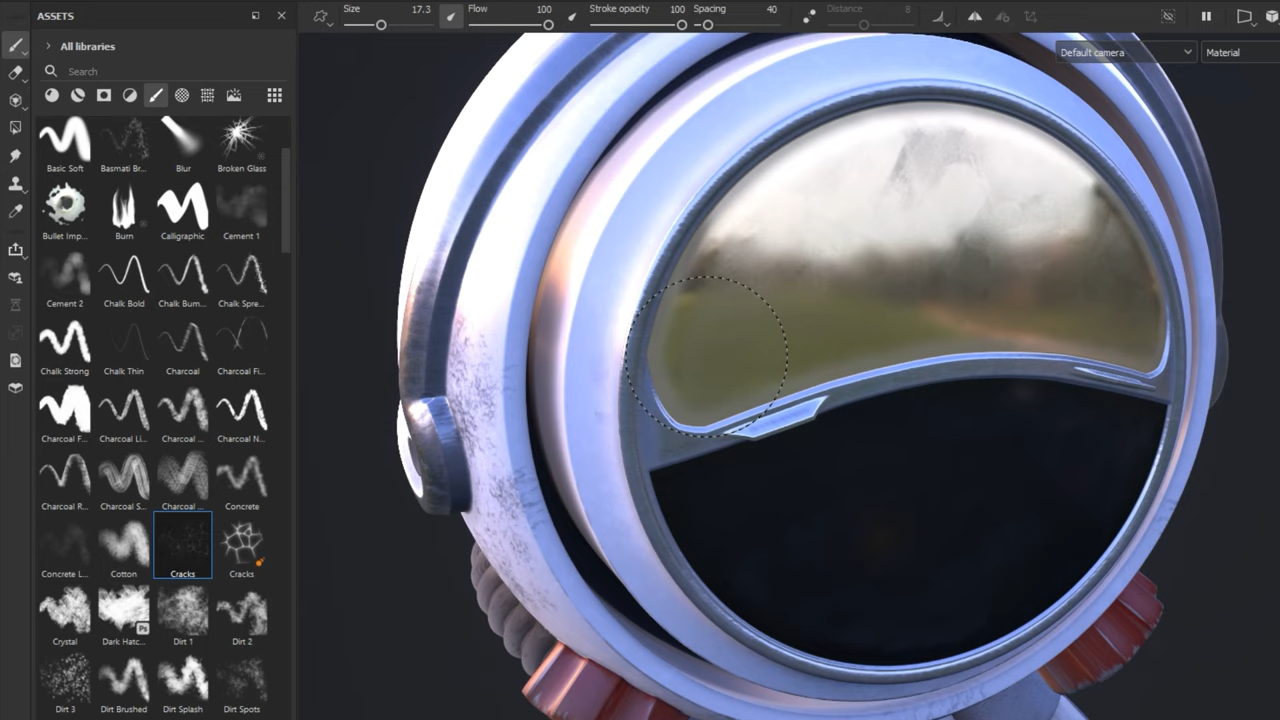 ASSETS
Size 17.3 Flow 100 Stroke opacity 100 Spacing 40 Distance 8
All libraries
Search
Default camera Material
Basic Soft Basmati Br... Blur Broken Glass
Bullet Imp... Burn Calligraphic Cement 1
Cement 2 Chalk Bold Chalk Bum... Chalk Spre...
Chalk Strong Chalk Thin Charcoal Charcoal Fi...
Charcoal F... Charcoal Li... Charcoal ... Charcoal N...
Charcoal R... Charcoal S... Charcoal ... Concrete
Concrete L... Cotton Cracks Cracks
Ps
Crystal Dark Hatc... Dirt 1 Dirt 2
Dirt 3 Dirt Brushed Dirt Splash Dirt Spots